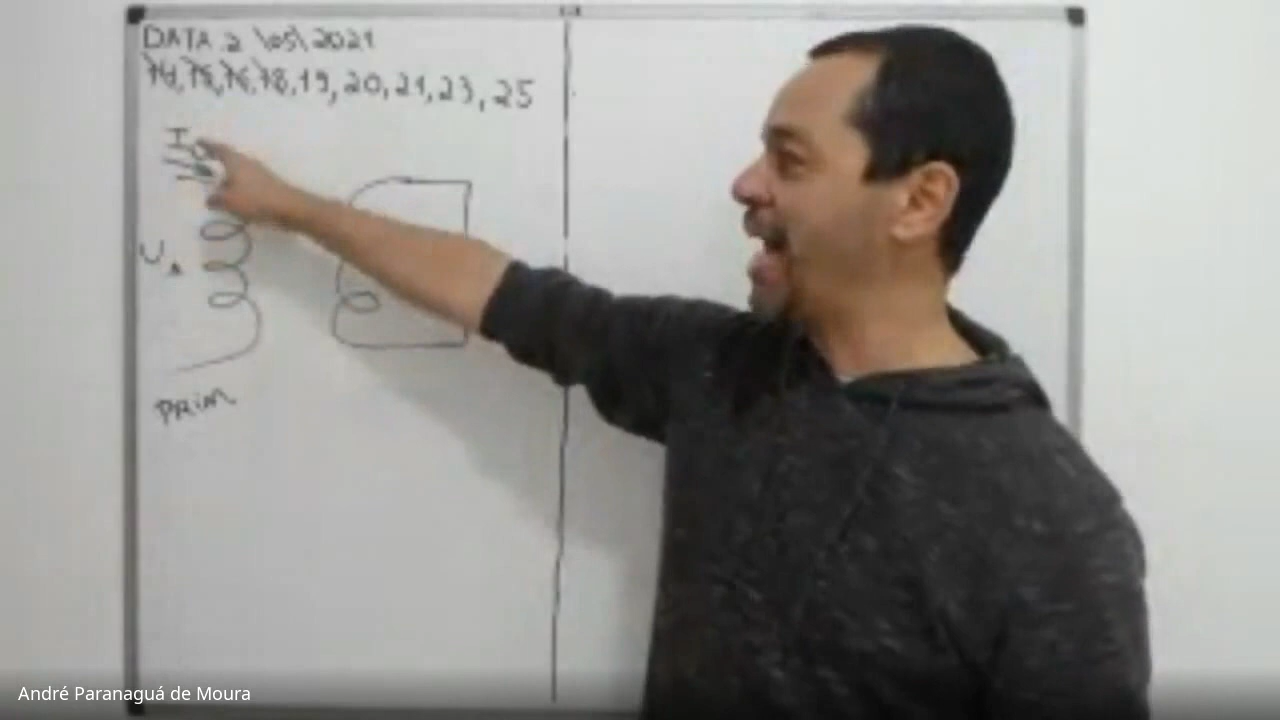 DATA 2 \05\2021
14, 15, 16, 18, 19, 20, 21, 23, 25
I
U
PRIM
André Paranaguá de Moura